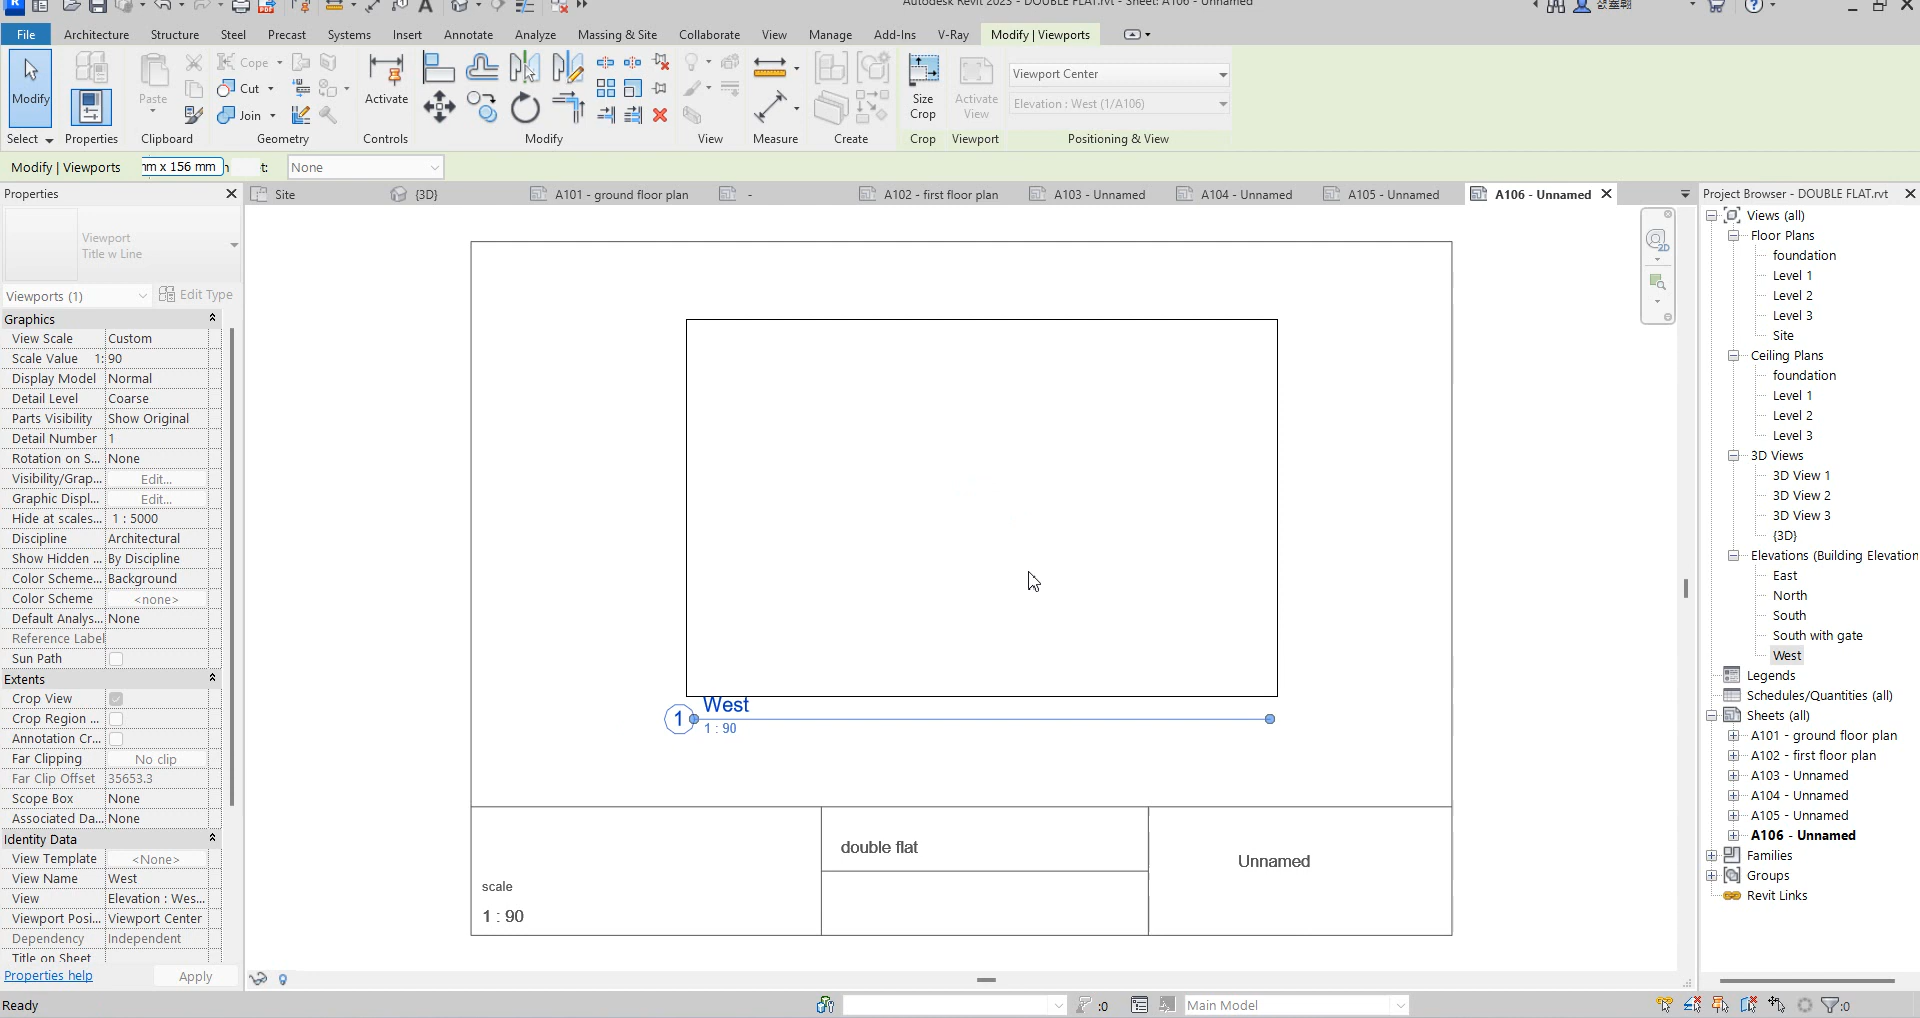 Autodesk Revit 2025 - DOUBLE FLAT.rvt - Sheet: A106 - Unnamed
File Architecture Structure Steel Precast Systems Insert Annotate Analyze Massing & Site Collaborate View Manage Add-Ins V-Ray Modify | Viewports
Modify Paste Cope Cut Join Activate Size Crop Activate View Viewport Center
Elevation : West (1/A106)
Select Properties Clipboard Geometry Controls Modify View Measure Create Crop Viewport Positioning & View
Modify | Viewports mm x 156 mm t: None
Properties
Site {3D} A101 - ground floor plan - A102 - first floor plan A103 - Unnamed A104 - Unnamed A105 - Unnamed A106 - Unnamed
Project Browser - DOUBLE FLAT.rvt
Viewport
Title w Line
Viewports (1) Edit Type
Graphics
View Scale Custom
Scale Value 1: 90
Display Model Normal
Detail Level Coarse
Parts Visibility Show Original
Detail Number 1
Rotation on S... None
Visibility/Grap... Edit...
Graphic Displ... Edit...
Hide at scales... 1 : 5000
Discipline Architectural
Show Hidden ... By Discipline
Color Scheme... Background
Color Scheme <none>
Default Analys... None
Reference Label
Sun Path
Extents
Crop View
Crop Region ...
Annotation Cr...
Far Clipping No clip
Far Clip Offset 35653.3
Scope Box None
Associated Da... None
Identity Data
View Template <None>
View Name West
View Elevation : Wes...
Viewport Posi... Viewport Center
Dependency Independent
Title on Sheet
Properties help Apply
1 West
1 : 90
double flat
Unnamed
scale
1 : 90
Views (all)
Floor Plans
foundation
Level 1
Level 2
Level 3
Site
Ceiling Plans
foundation
Level 1
Level 2
Level 3
3D Views
3D View 1
3D View 2
3D View 3
{3D}
Elevations (Building Elevation
East
North
South
South with gate
West
Legends
Schedules/Quantities (all)
Sheets (all)
A101 - ground floor plan
A102 - first floor plan
A103 - Unnamed
A104 - Unnamed
A105 - Unnamed
A106 - Unnamed
Families
Groups
Revit Links
Ready :0 Main Model :0